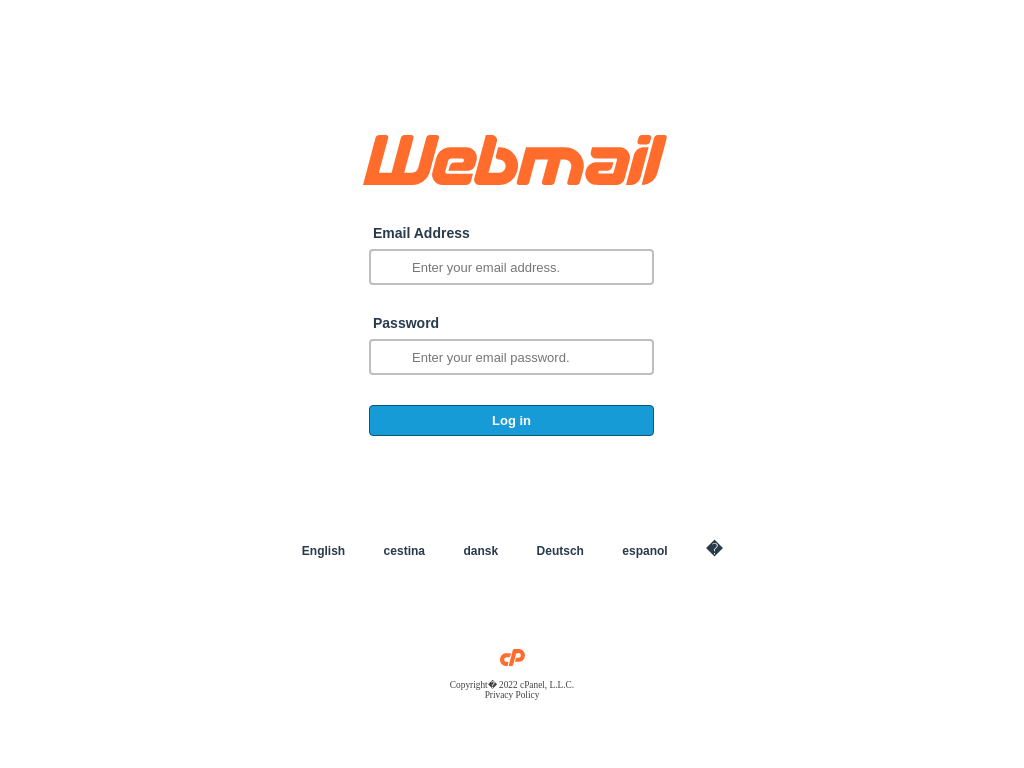 Webmail
Email Address
Enter your email address.
Password
Enter your email password.
Log in
English cestina dansk Deutsch espanol �
cP
Copyright� 2022 cPanel, L.L.C.
Privacy Policy